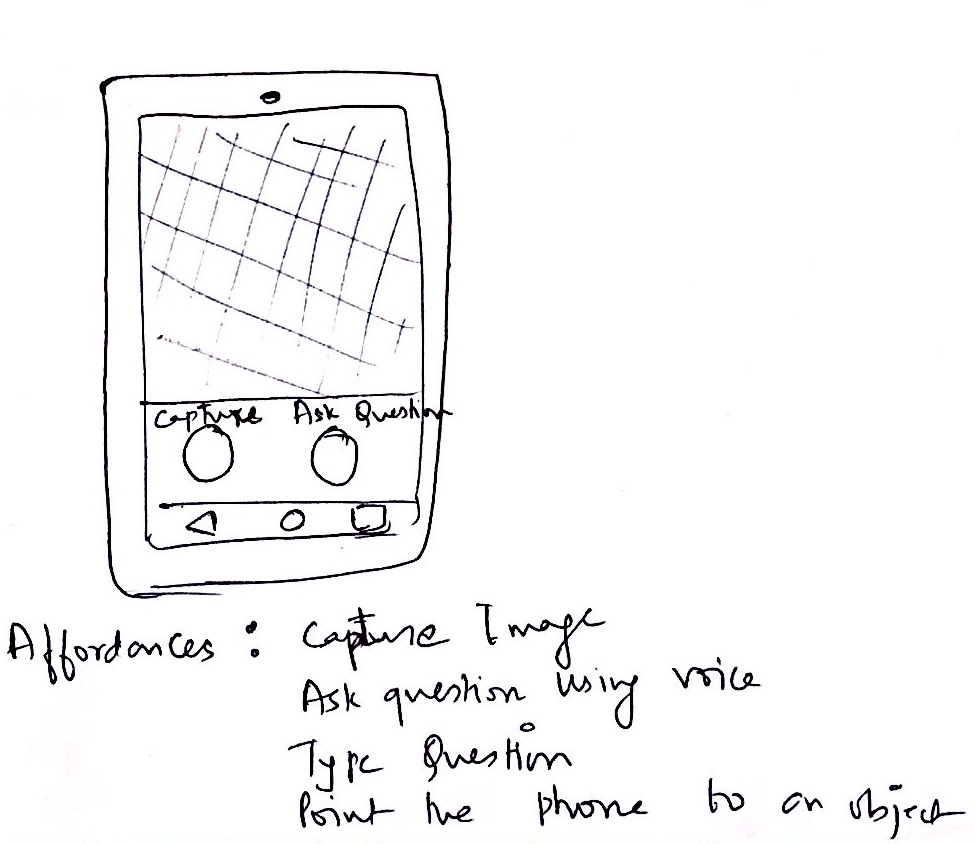 Capture Ask Question
Affordances : Capture Image
Ask question using voice
Type Question
Point the phone to an object